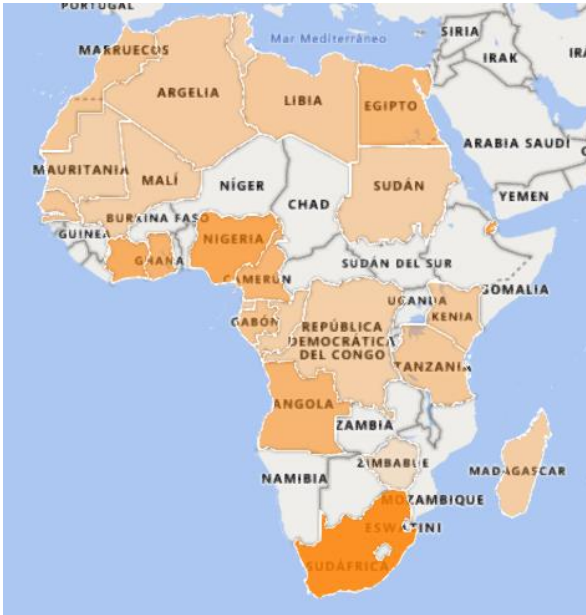 PORTUGAL
Mar Mediterráneo
SIRIA
IRAK
MARRUECOS
ARGELIA
LIBIA
EGIPTO
ARABIA SAUDÍ
MAURITANIA
MALÍ
NÍGER
CHAD
SUDÁN
YEMEN
BURKINA FASO
GUINEA
GHANA
NIGERIA
CAMERÚN
SUDÁN DEL SUR
SOMALIA
UGANDA
KENIA
GABÓN
REPÚBLICA
DEMOCRÁTICA
DEL CONGO
TANZANIA
ANGOLA
ZAMBIA
ZIMBABUE
MADAGASCAR
NAMIBIA
MOZAMBIQUE
ESWATINI
SUDÁFRICA